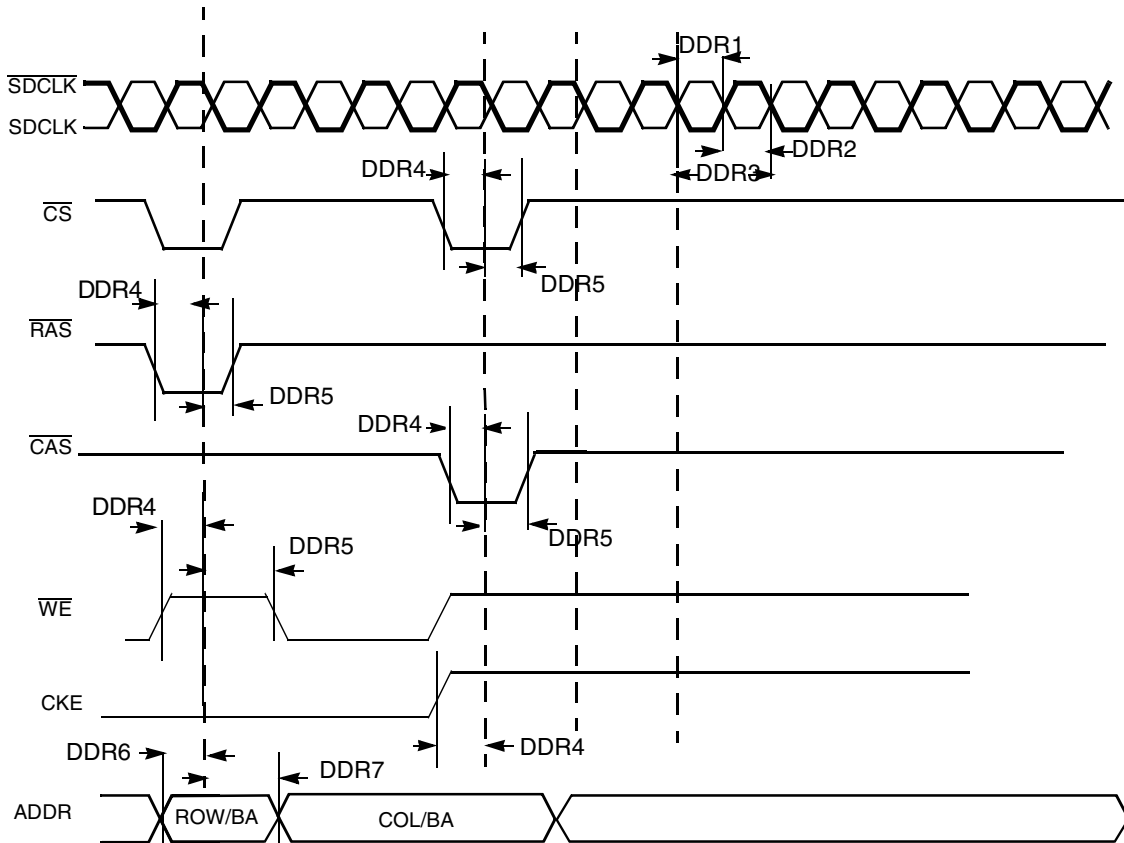 DDR1
SDCLK
SDCLK
DDR2
DDR4
DDR3
CS
DDR5
DDR4
RAS
DDR5
DDR4
CAS
DDR4
DDR5
DDR5
WE
CKE
DDR4
DDR6
DDR7
ADDR
ROW/BA
COL/BA